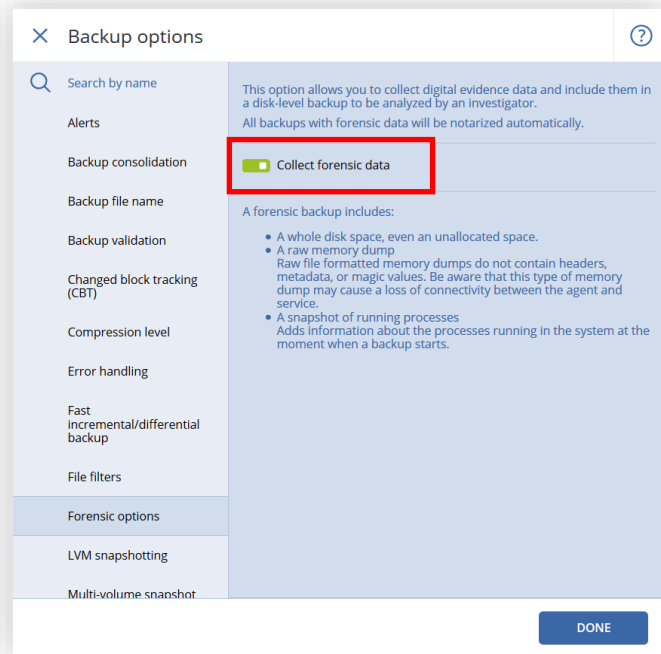 Backup options
?
Search by name
Alerts
Backup consolidation
Backup file name
Backup validation
Changed block tracking
(CBT)
Compression level
Error handling
Fast
incremental/differential
backup
File filters
Forensic options
LVM snapshotting
Multi-volume snapshot
This option allows you to collect digital evidence data and include them in
a disk-level backup to be analyzed by an investigator.
All backups with forensic data will be notarized automatically.
Collect forensic data
A forensic backup includes:
• A whole disk space, even an unallocated space.
• A raw memory dump
Raw file formatted memory dumps do not contain headers,
metadata, or magic values. Be aware that this type of memory
dump may cause a loss of connectivity between the agent and
service.
• A snapshot of running processes
Adds information about the processes running in the system at the
moment when a backup starts.
DONE